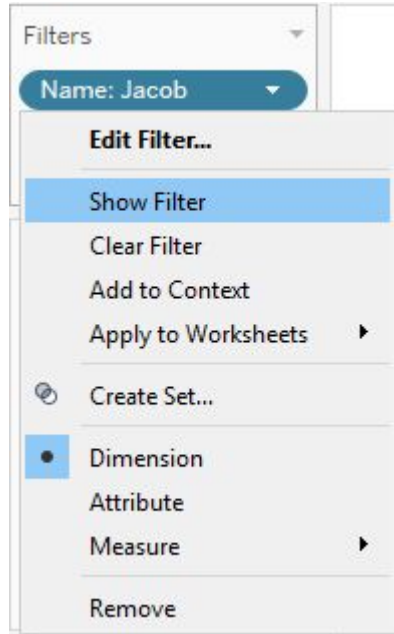 Filters
Name: Jacob
Edit Filter...
Show Filter
Clear Filter
Add to Context
Apply to Worksheets
Create Set...
Dimension
Attribute
Measure
Remove